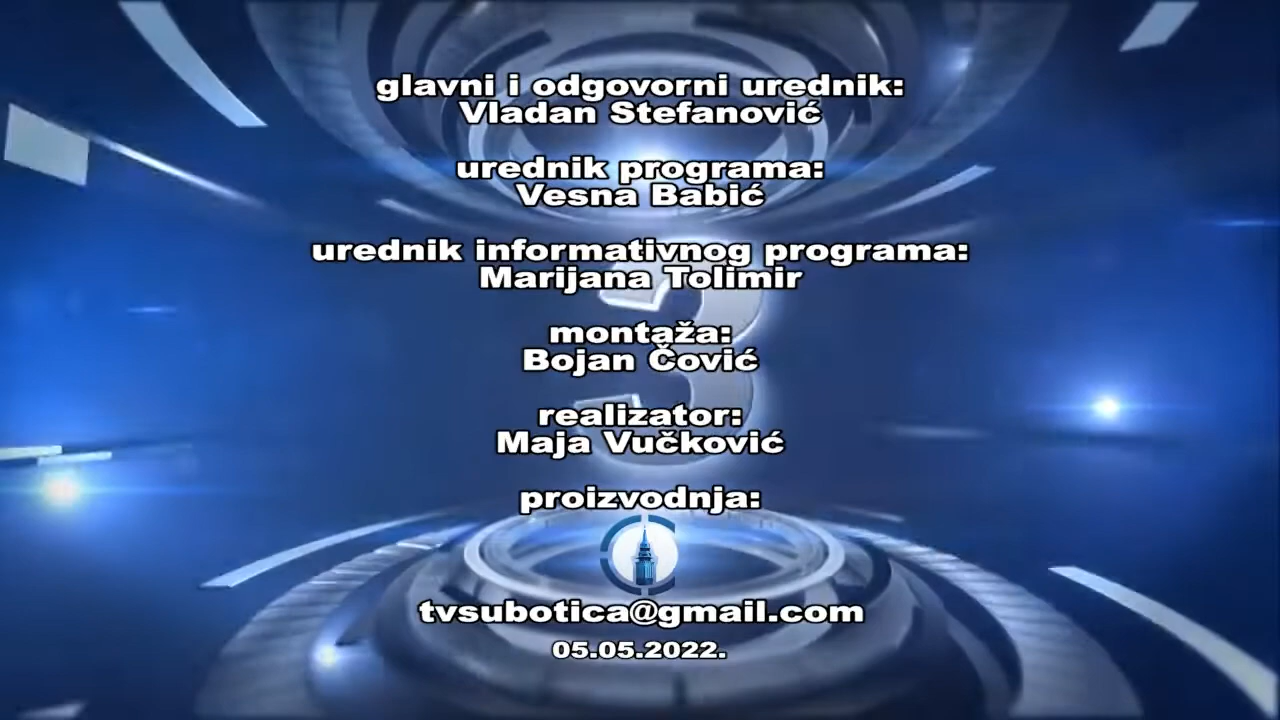 glavni i odgovorni urednik:
Vladan Stefanović
urednik programa:
Vesna Babić
urednik informativnog programa:
Marijana Tolimir
montaža:
Bojan Čović
realizator:
Maja Vučković
proizvodnja:
tvsubotica@gmail.com
05.05.2022.
3